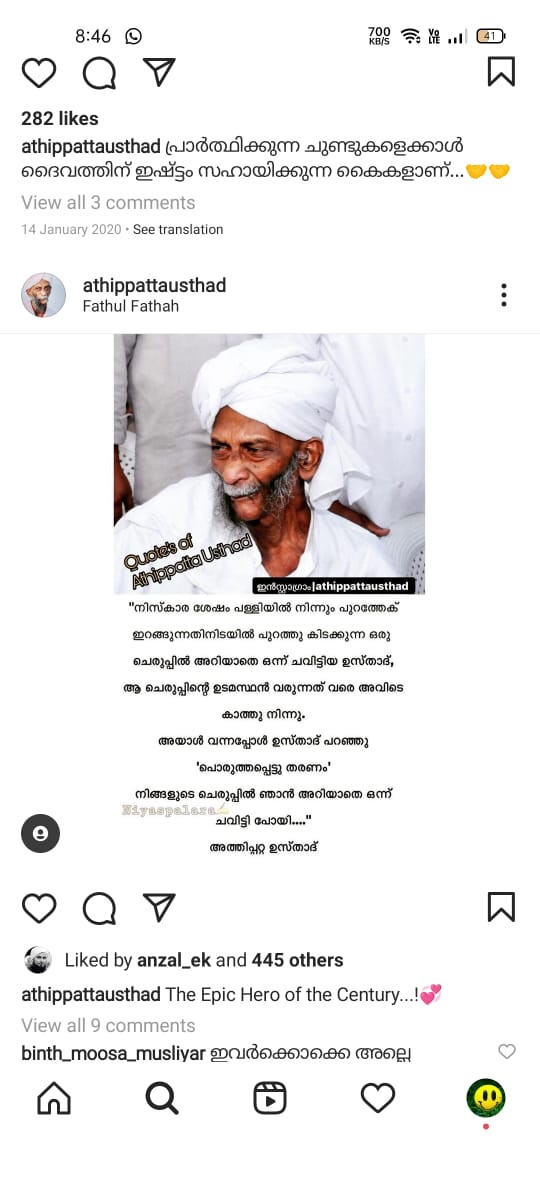 8:46
700 KB/S
Vo LTE
41
282 likes
athippattausthad പ്രാർത്ഥിക്കുന്ന ചുണ്ടുകളെക്കാൾ
ദൈവത്തിന് ഇഷ്ട്ടം സഹായിക്കുന്ന കൈകളാണ്...🤝🤝
View all 3 comments
14 January 2020 • See translation
athippattausthad
Fathul Fathah
Quote's of
Athippatta Usthad
ഇൻസ്റ്റാഗ്രാം|athippattausthad
"നിസ്കാര ശേഷം പള്ളിയിൽ നിന്നും പുറത്തേക്
ഇറങ്ങുന്നതിനിടയിൽ പുറത്തു കിടക്കുന്ന ഒരു
ചെരുപ്പിൽ അറിയാതെ ഒന്ന് ചവിട്ടിയ ഉസ്താദ്,
ആ ചെരുപ്പിന്റെ ഉടമസ്ഥൻ വരുന്നത് വരെ അവിടെ
കാത്തു നിന്നു.
അയാൾ വന്നപ്പോൾ ഉസ്താദ് പറഞ്ഞു
'പൊരുത്തപ്പെട്ടു തരണം'
നിങ്ങളുടെ ചെരുപ്പിൽ ഞാൻ അറിയാതെ ഒന്ന്
Niyaspalara✍
ചവിട്ടി പോയി...."
അത്തിപ്പറ്റ ഉസ്താദ്
Liked by anzal_ek and 445 others
athippattausthad The Epic Hero of the Century...!💞
View all 9 comments
binth_moosa_musliyar ഇവർക്കൊക്കെ അല്ലെ